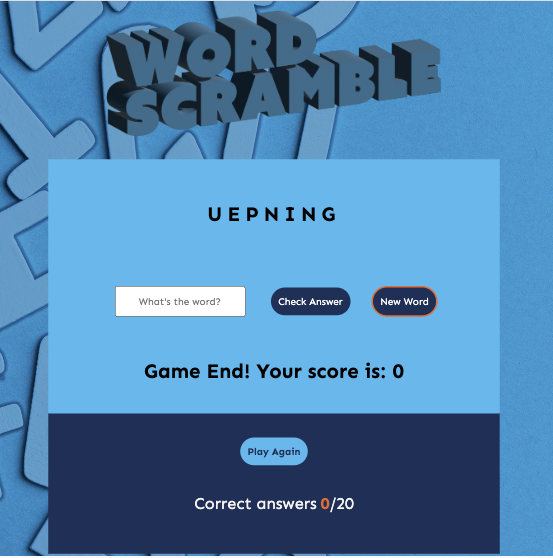 WORD
SCRAMBLE
UEPNING
What's the word?
Check Answer
New Word
Game End! Your score is: 0
Play Again
Correct answers 0/20